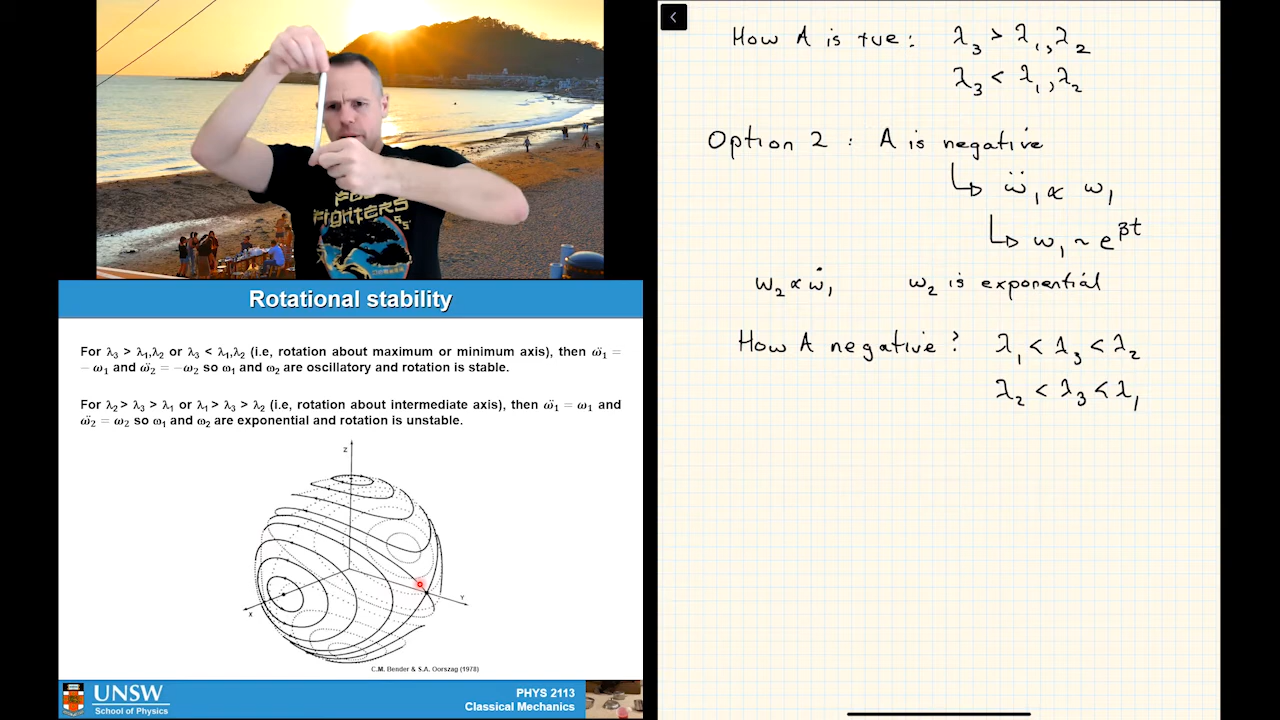 FOO
FIGHTERS
Rotational stability
For λ3 > λ1,λ2 or λ3 < λ1,λ2 (i.e, rotation about maximum or minimum axis), then ω̈1 =
− ω1 and ω̈2 = −ω2 so ω1 and ω2 are oscillatory and rotation is stable.
For λ2 > λ3 > λ1 or λ1 > λ3 > λ2 (i.e, rotation about intermediate axis), then ω̈1 = ω1 and
ω̈2 = ω2 so ω1 and ω2 are exponential and rotation is unstable.
Z
X
Y
C.M. Bender & S.A. Oorszag (1978)
UNSW
School of Physics
PHYS 2113
Classical Mechanics
How A is +ve: λ3 > λ1, λ2
λ3 < λ1, λ2
Option 2 : A is negative
↳ ω̈1 ∝ ω1
↳ ω1 ~ e^βt
ω2 ∝ ω̇1 ω2 is exponential
How A negative? λ1 < λ3 < λ2
λ2 < λ3 < λ1